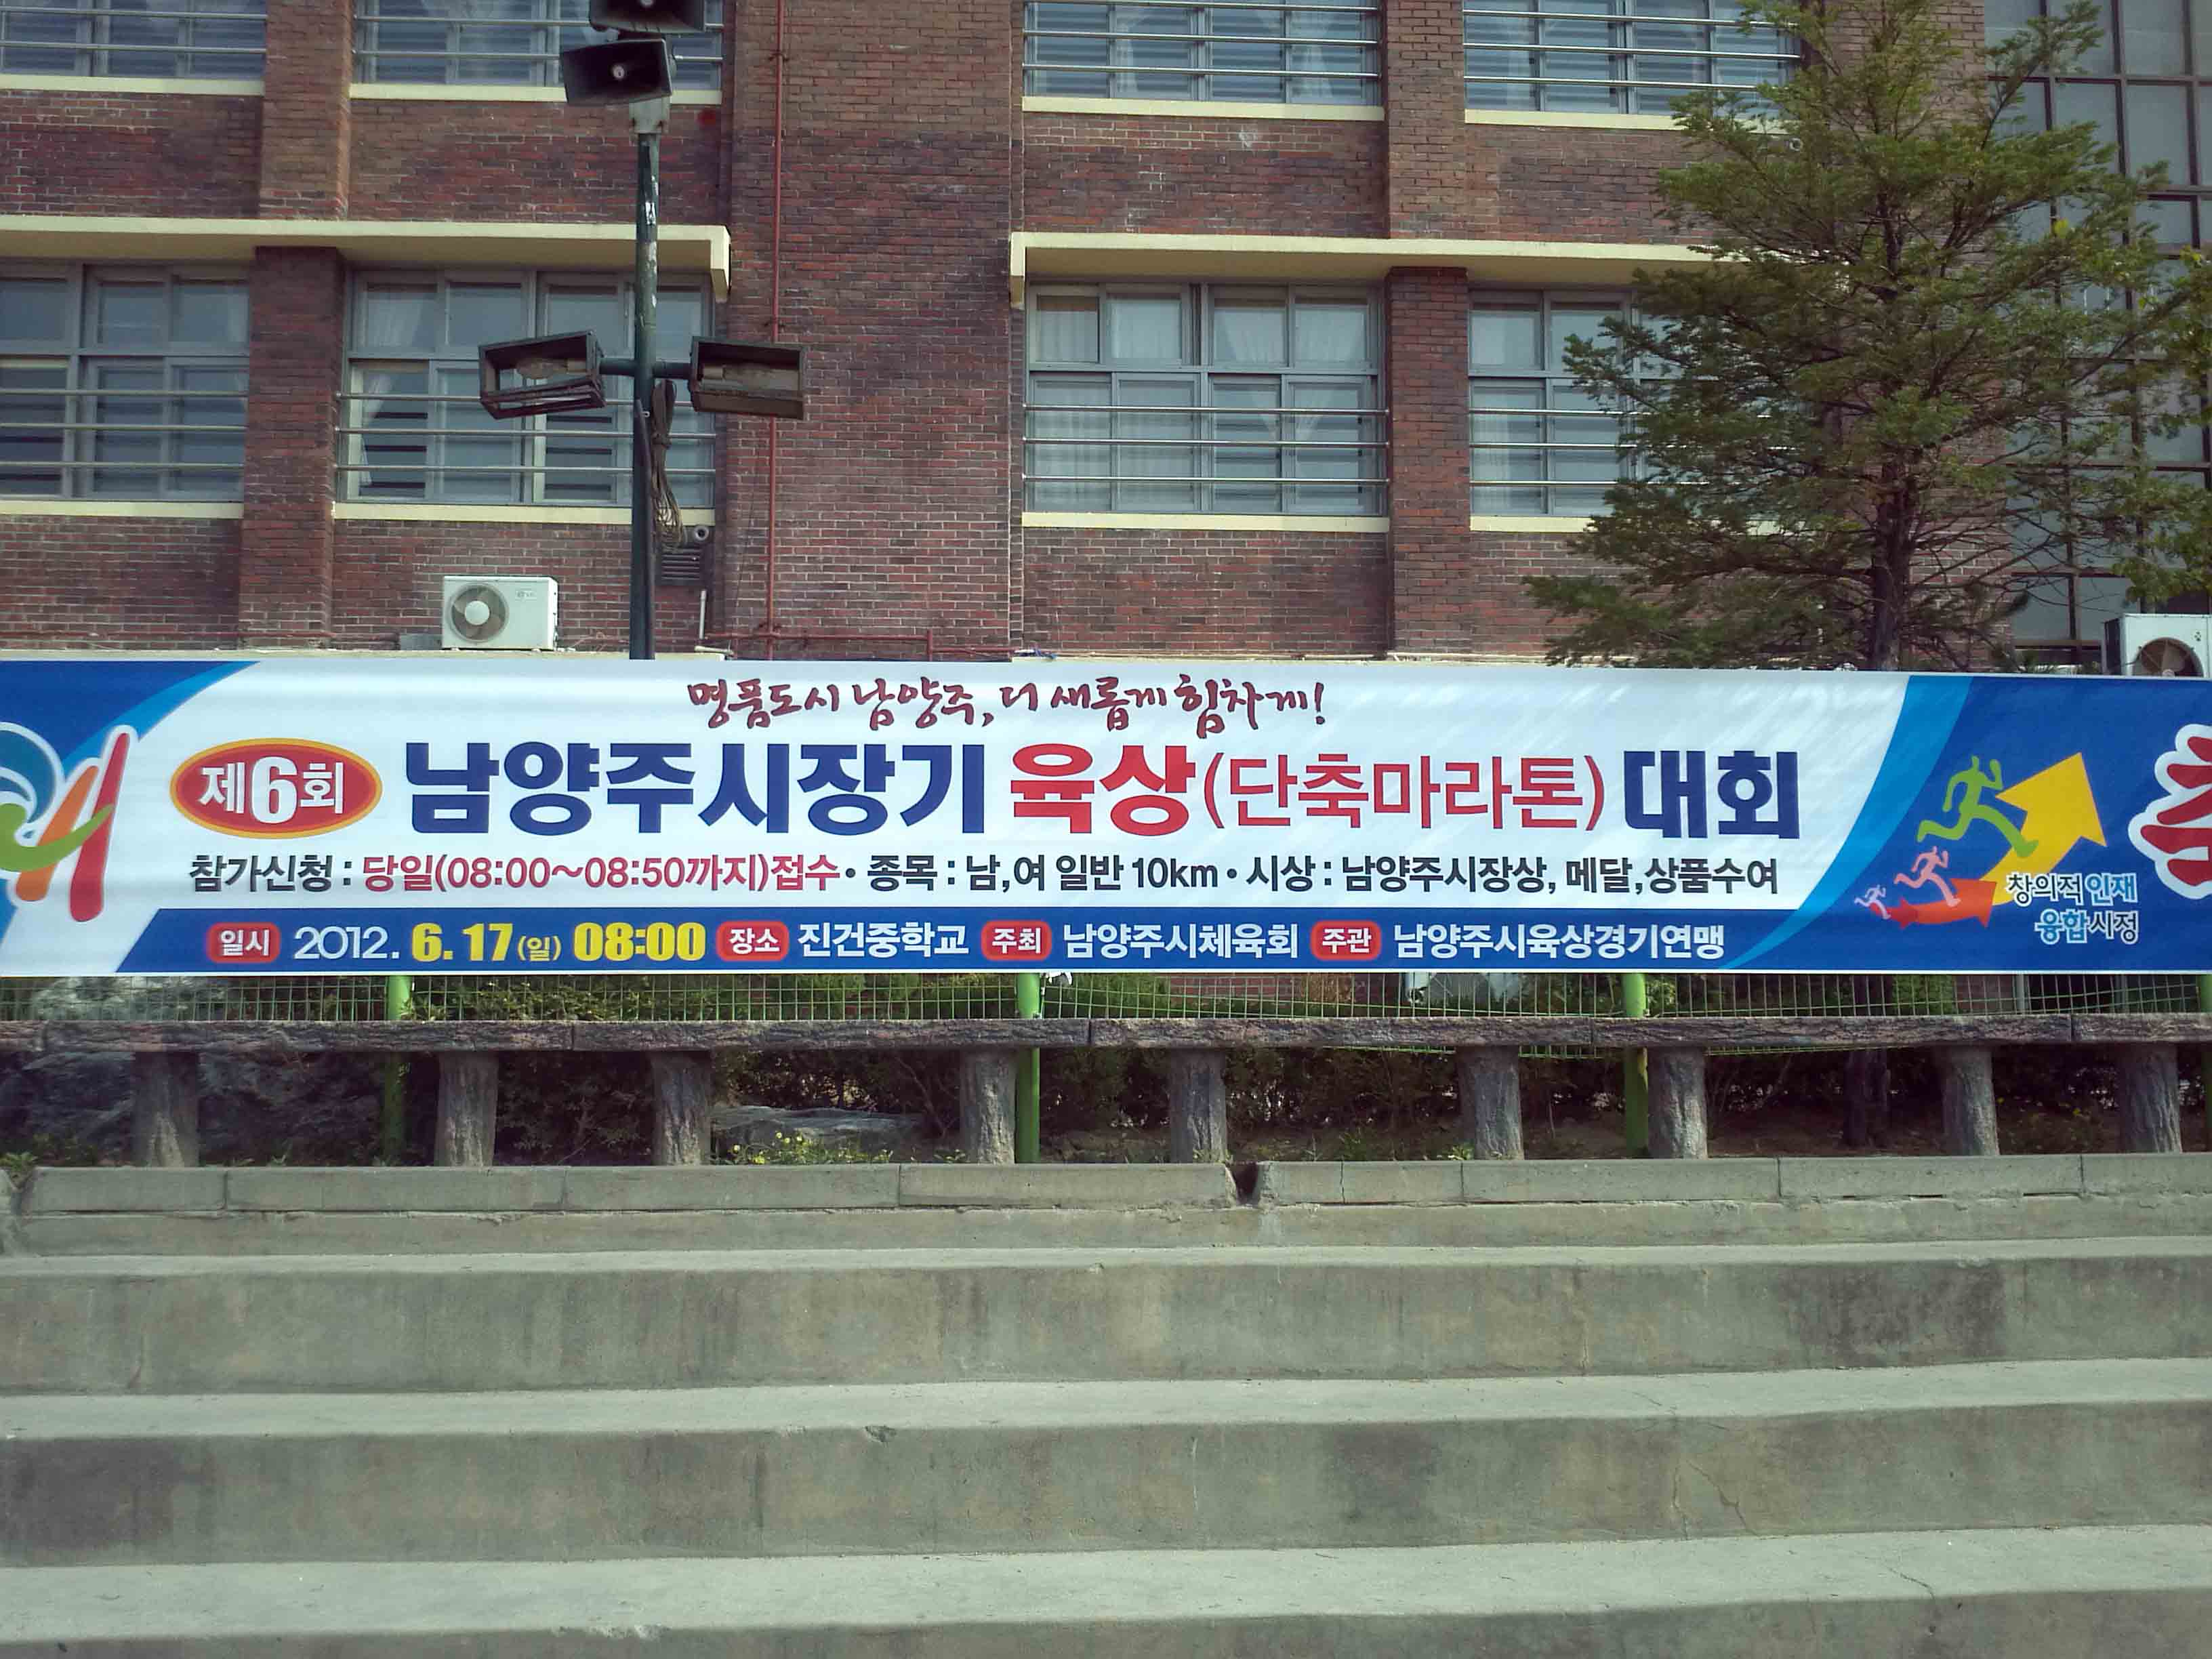 명품도시 남양주, 더 새롭게 힘차게!
제6회 남양주시장기 육상(단축마라톤) 대회
참가신청 : 당일(08:00~08:50까지)접수 • 종목 : 남,여 일반 10km • 시상 : 남양주시장상, 메달,상품수여
일시 2012. 6. 17(일) 08:00 장소 진건중학교 주최 남양주시체육회 주관 남양주시육상경기연맹
창의적 인재
융합시정